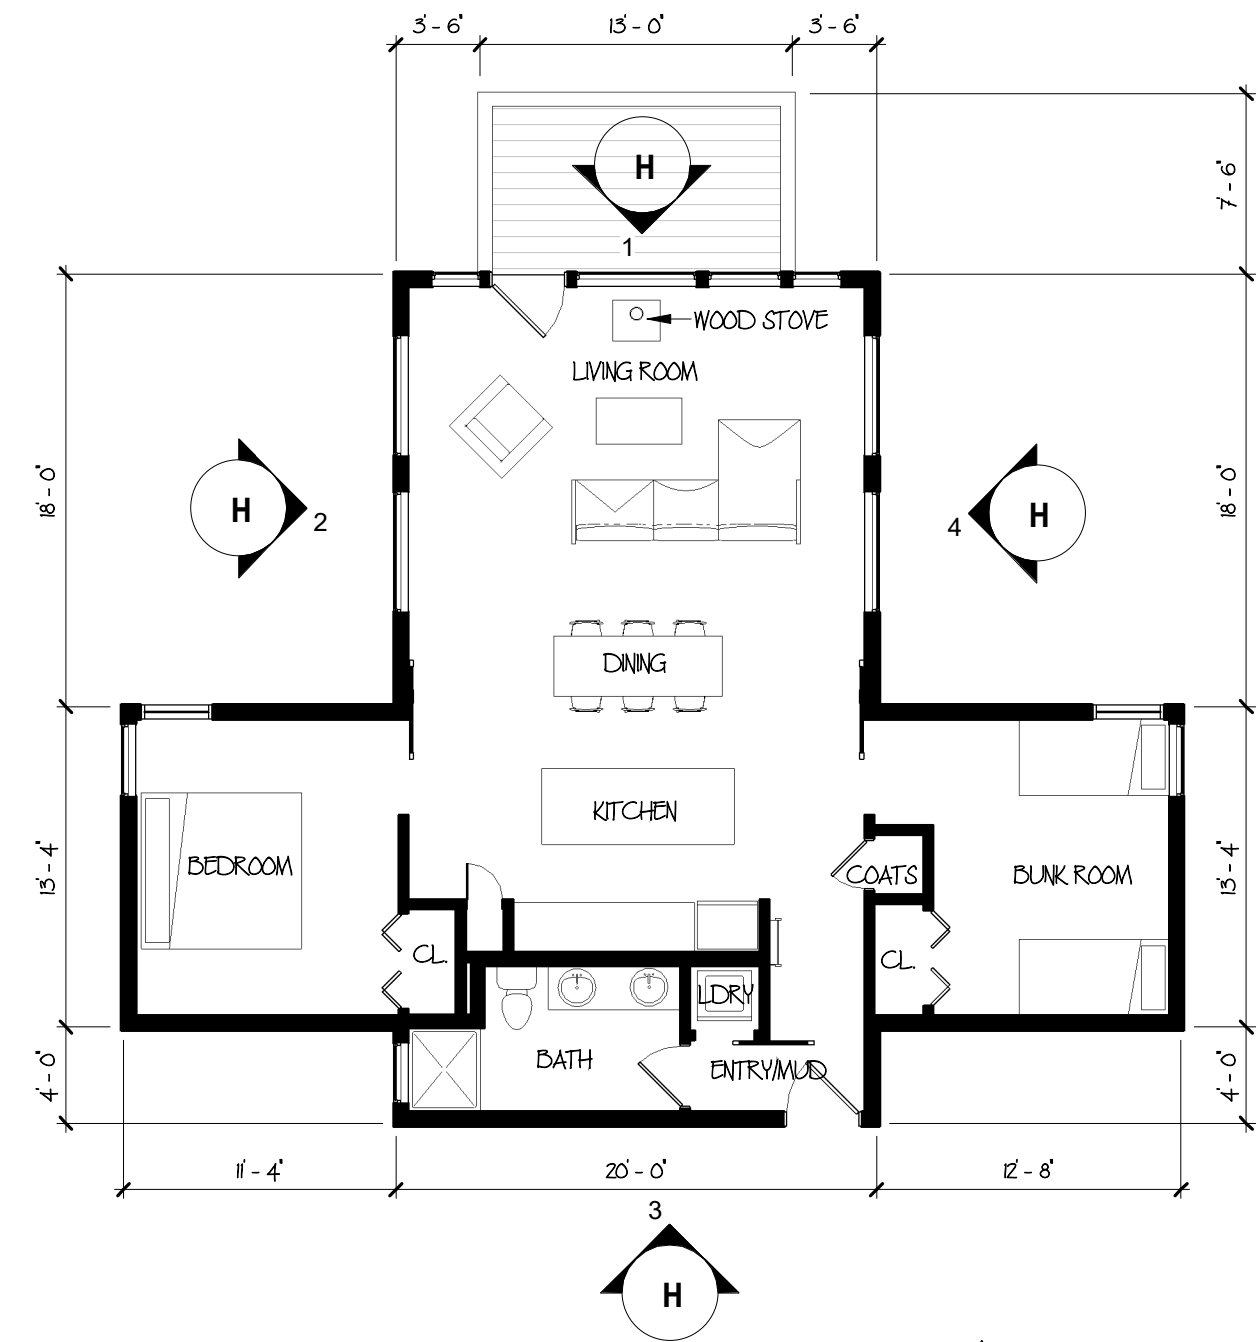 3'-6" 13'-0" 3'-6"
H
7'-6"
1
WOOD STOVE
LIVING ROOM
18'-0"
H 2
4 H
18'-0"
DINING
KITCHEN
13'-4"
BEDROOM
COATS
BUNK ROOM
13'-4"
CL.
CL.
LDRY
BATH
ENTRY/MUD
4'-0"
4'-0"
11'-4" 20'-0" 12'-8"
3
H